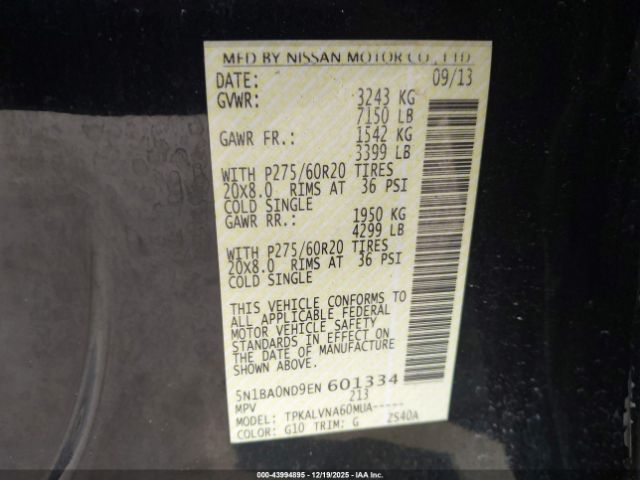 MFD BY NISSAN MOTOR CO., LTD.
DATE: 09/13
GVWR: 3243 KG
7150 LB
GAWR FR.: 1542 KG
3399 LB
WITH P275/60R20 TIRES
20X8.0 RIMS AT 36 PSI
COLD SINGLE
GAWR RR.: 1950 KG
4299 LB
WITH P275/60R20 TIRES
20X8.0 RIMS AT 36 PSI
COLD SINGLE
THIS VEHICLE CONFORMS TO
ALL APPLICABLE FEDERAL
MOTOR VEHICLE SAFETY
STANDARDS IN EFFECT ON
THE DATE OF MANUFACTURE
SHOWN ABOVE.
5N1BA0ND9EN 601334
MPV 213
MODEL: TPKALVNA60MUA-----
COLOR: G10 TRIM: G ZS40A
000-43994895 - 12/19/2025 - IAA Inc.